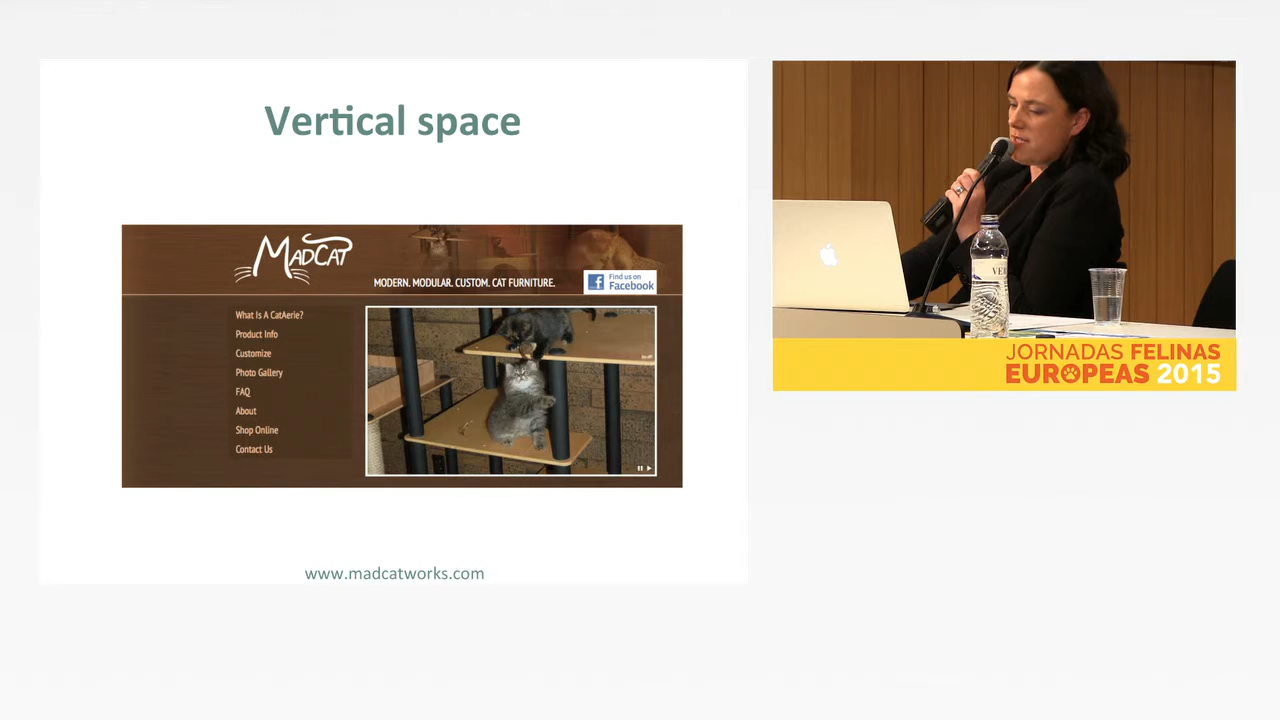 Vertical space
MADCAT
MODERN. MODULAR. CUSTOM. CAT FURNITURE.
Find us on
Facebook
What Is A CatAerie?
Product Info
Customize
Photo Gallery
FAQ
About
Shop Online
Contact Us
www.madcatworks.com
JORNADAS FELINAS
EUROPEAS 2015